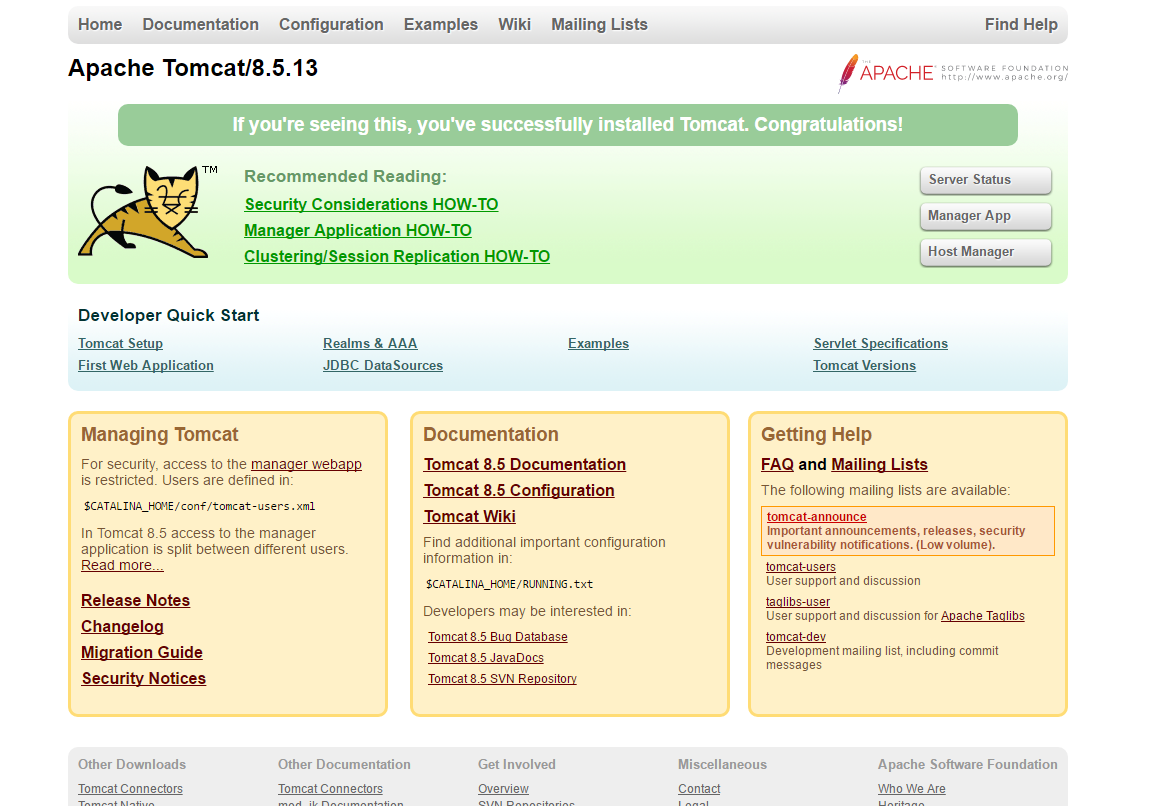 Home Documentation Configuration Examples Wiki Mailing Lists Find Help
Apache Tomcat/8.5.13
THE APACHE SOFTWARE FOUNDATION
http://www.apache.org/
If you're seeing this, you've successfully installed Tomcat. Congratulations!
TM
Recommended Reading:
Security Considerations HOW-TO
Manager Application HOW-TO
Clustering/Session Replication HOW-TO
Server Status
Manager App
Host Manager
Developer Quick Start
Tomcat Setup
First Web Application
Realms & AAA
JDBC DataSources
Examples
Servlet Specifications
Tomcat Versions
Managing Tomcat
For security, access to the manager webapp
is restricted. Users are defined in:
$CATALINA_HOME/conf/tomcat-users.xml
In Tomcat 8.5 access to the manager
application is split between different users.
Read more...
Release Notes
Changelog
Migration Guide
Security Notices
Documentation
Tomcat 8.5 Documentation
Tomcat 8.5 Configuration
Tomcat Wiki
Find additional important configuration
information in:
$CATALINA_HOME/RUNNING.txt
Developers may be interested in:
Tomcat 8.5 Bug Database
Tomcat 8.5 JavaDocs
Tomcat 8.5 SVN Repository
Getting Help
FAQ and Mailing Lists
The following mailing lists are available:
tomcat-announce
Important announcements, releases, security
vulnerability notifications. (Low volume).
tomcat-users
User support and discussion
taglibs-user
User support and discussion for Apache Taglibs
tomcat-dev
Development mailing list, including commit
messages
Other Downloads
Tomcat Connectors
Tomcat Native
Other Documentation
Tomcat Connectors
mod_jk Documentation
Get Involved
Overview
SVN Repositories
Miscellaneous
Contact
Legal
Apache Software Foundation
Who We Are
Heritage